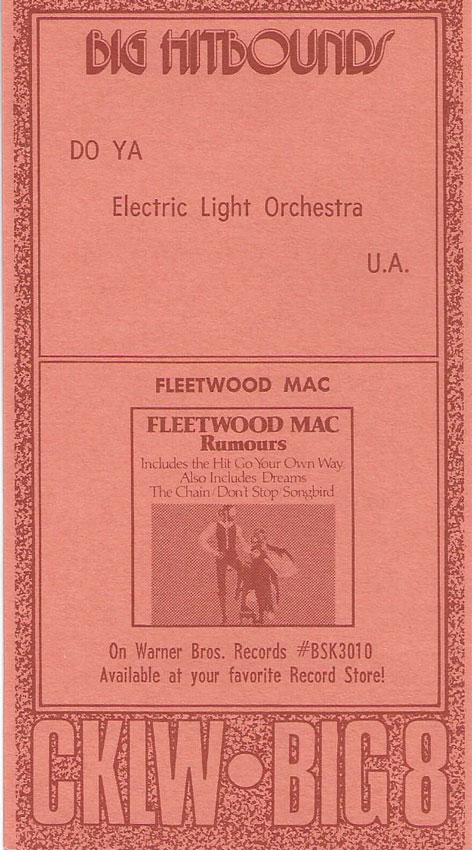 BIG HITBOUNDS
DO YA
Electric Light Orchestra
U.A.
FLEETWOOD MAC
FLEETWOOD MAC
Rumours
Includes the Hit Go Your Own Way
Also Includes Dreams
The Chain/Don't Stop Songbird
On Warner Bros. Records #BSK3010
Available at your favorite Record Store!
CKLW•BIG8